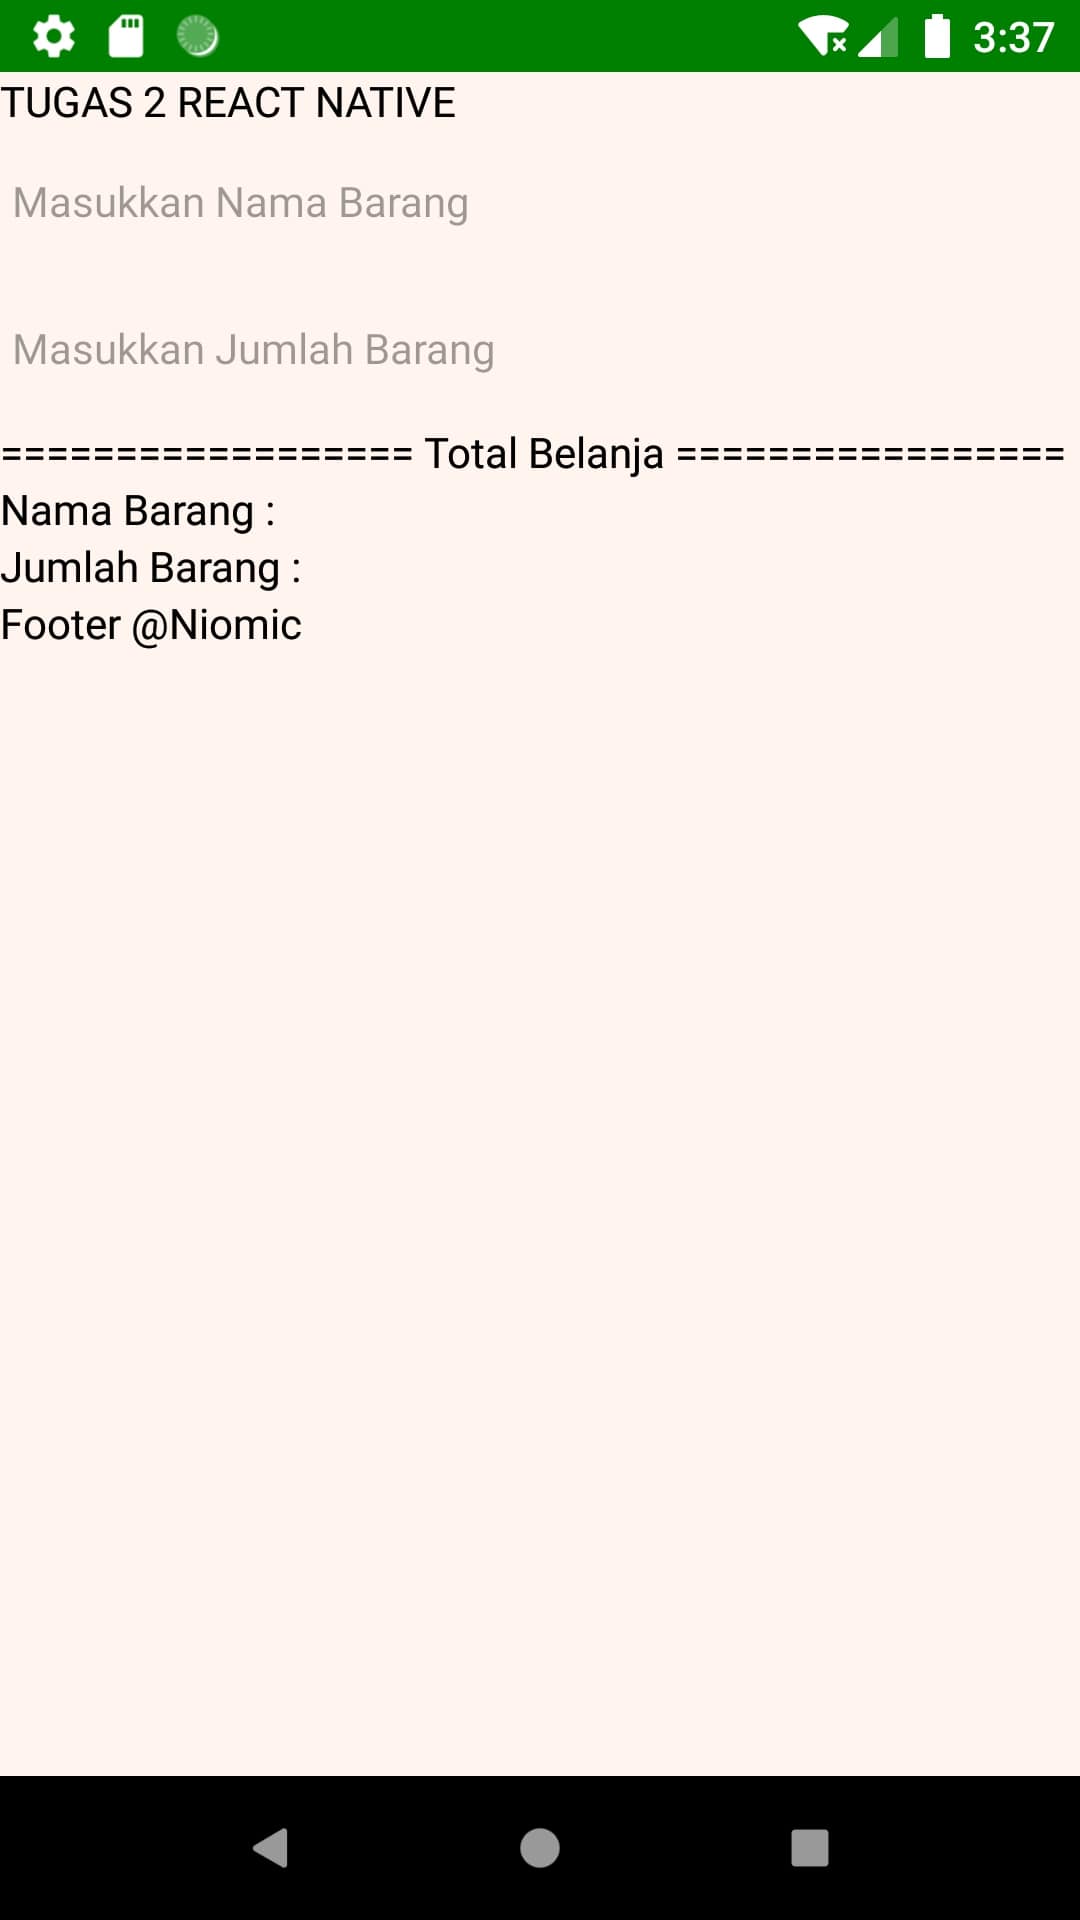 3:37
TUGAS 2 REACT NATIVE
Masukkan Nama Barang
Masukkan Jumlah Barang
================== Total Belanja =================
Nama Barang :
Jumlah Barang :
Footer @Niomic